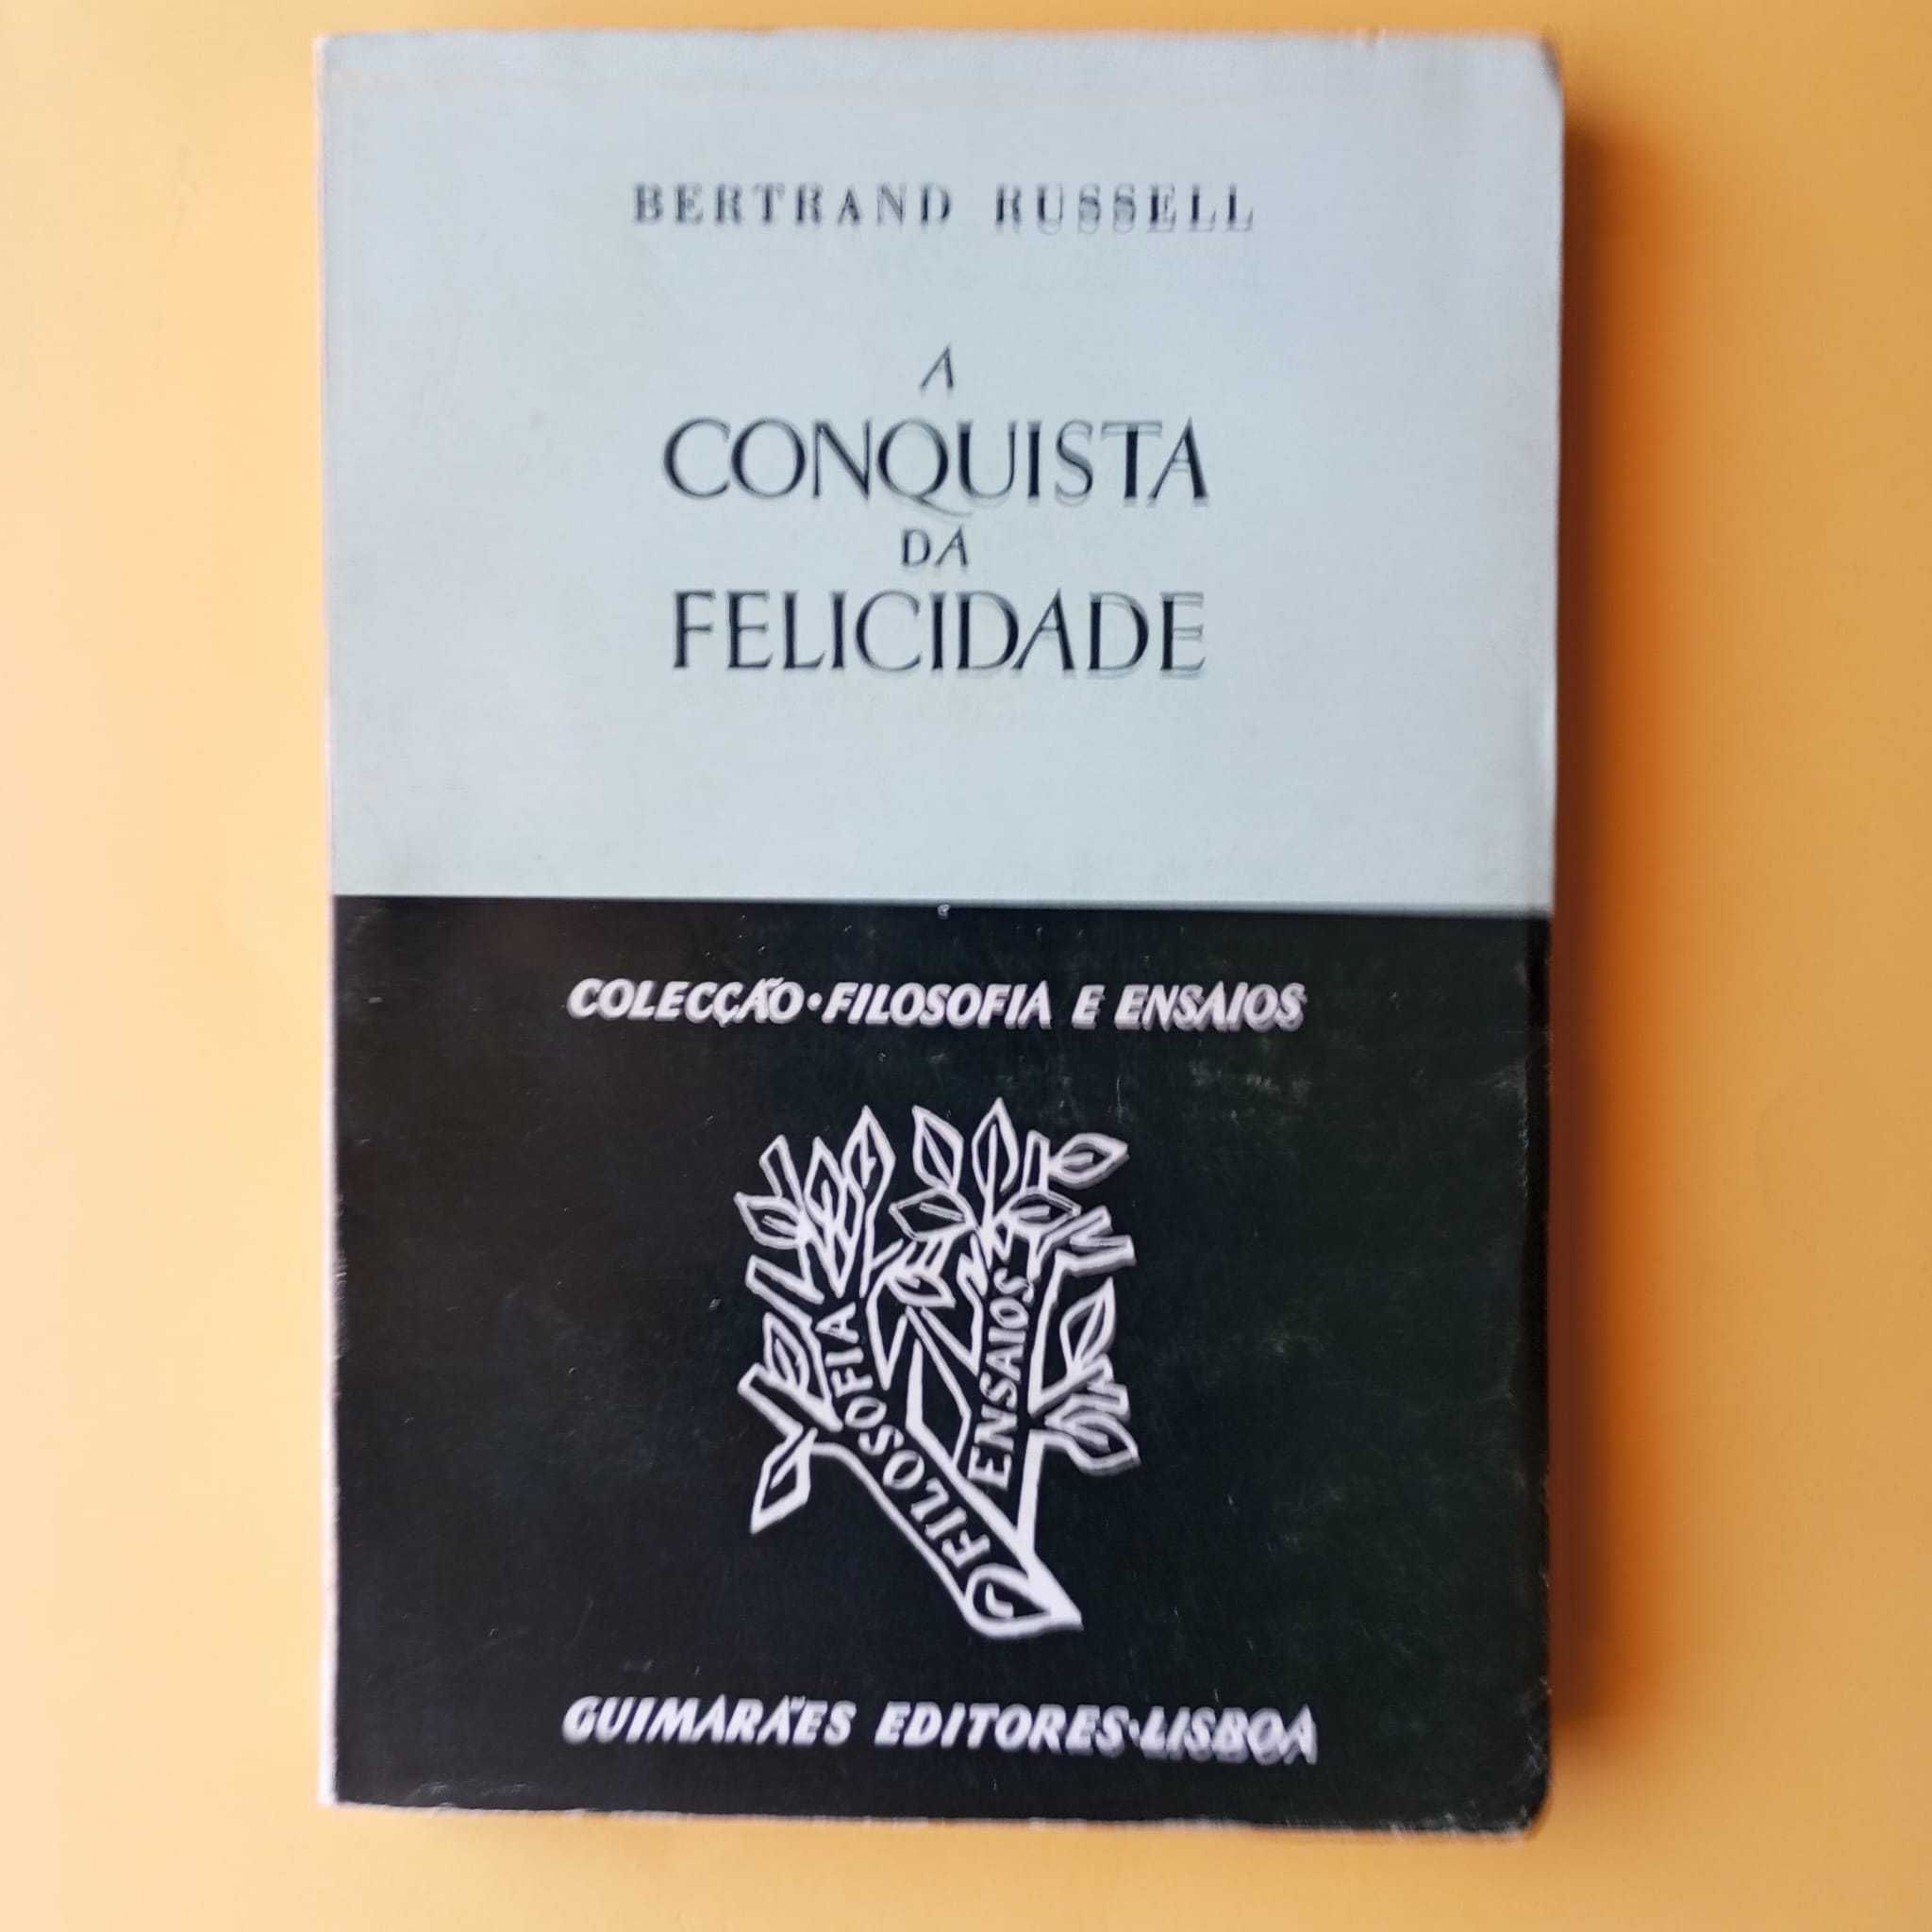 BERTRAND RUSSELL
A
CONQUISTA
DA
FELICIDADE
COLECÇÃO·FILOSOFIA E ENSAIOS
FILOSOFIA
ENSAIOS
GUIMARÃES EDITORES·LISBOA